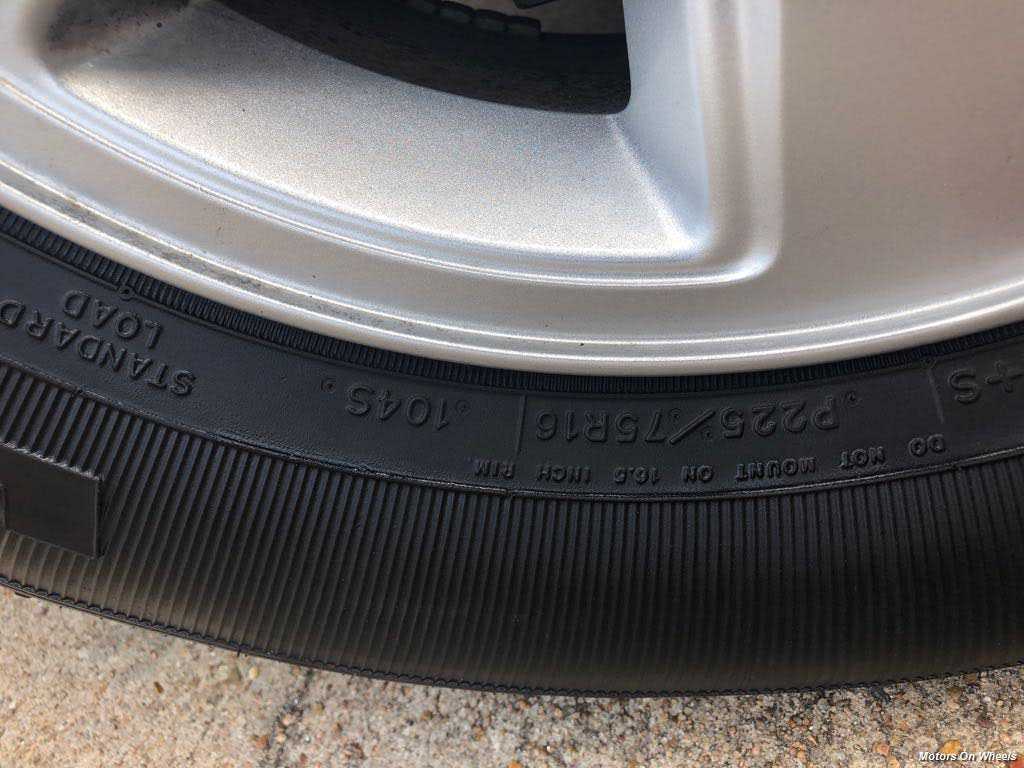 +S
P225/75R16
104S
STANDARD
LOAD
DO NOT MOUNT ON 16.5 INCH RIM.
Motors On Wheels